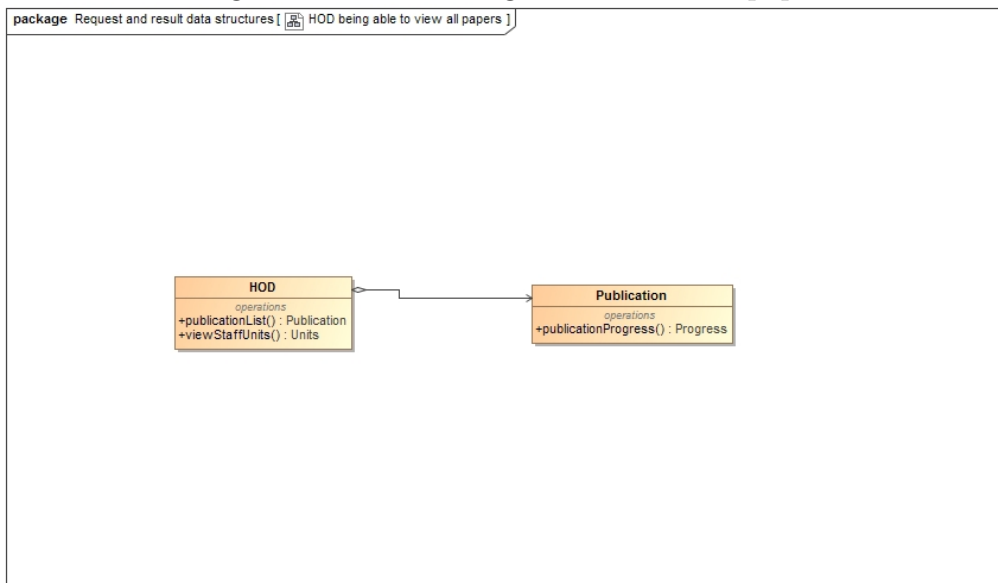 package Request and result data structures [ HOD being able to view all papers ]
HOD
operations
+publicationList() : Publication
+viewStaffUnits() : Units
Publication
operations
+publicationProgress() : Progress